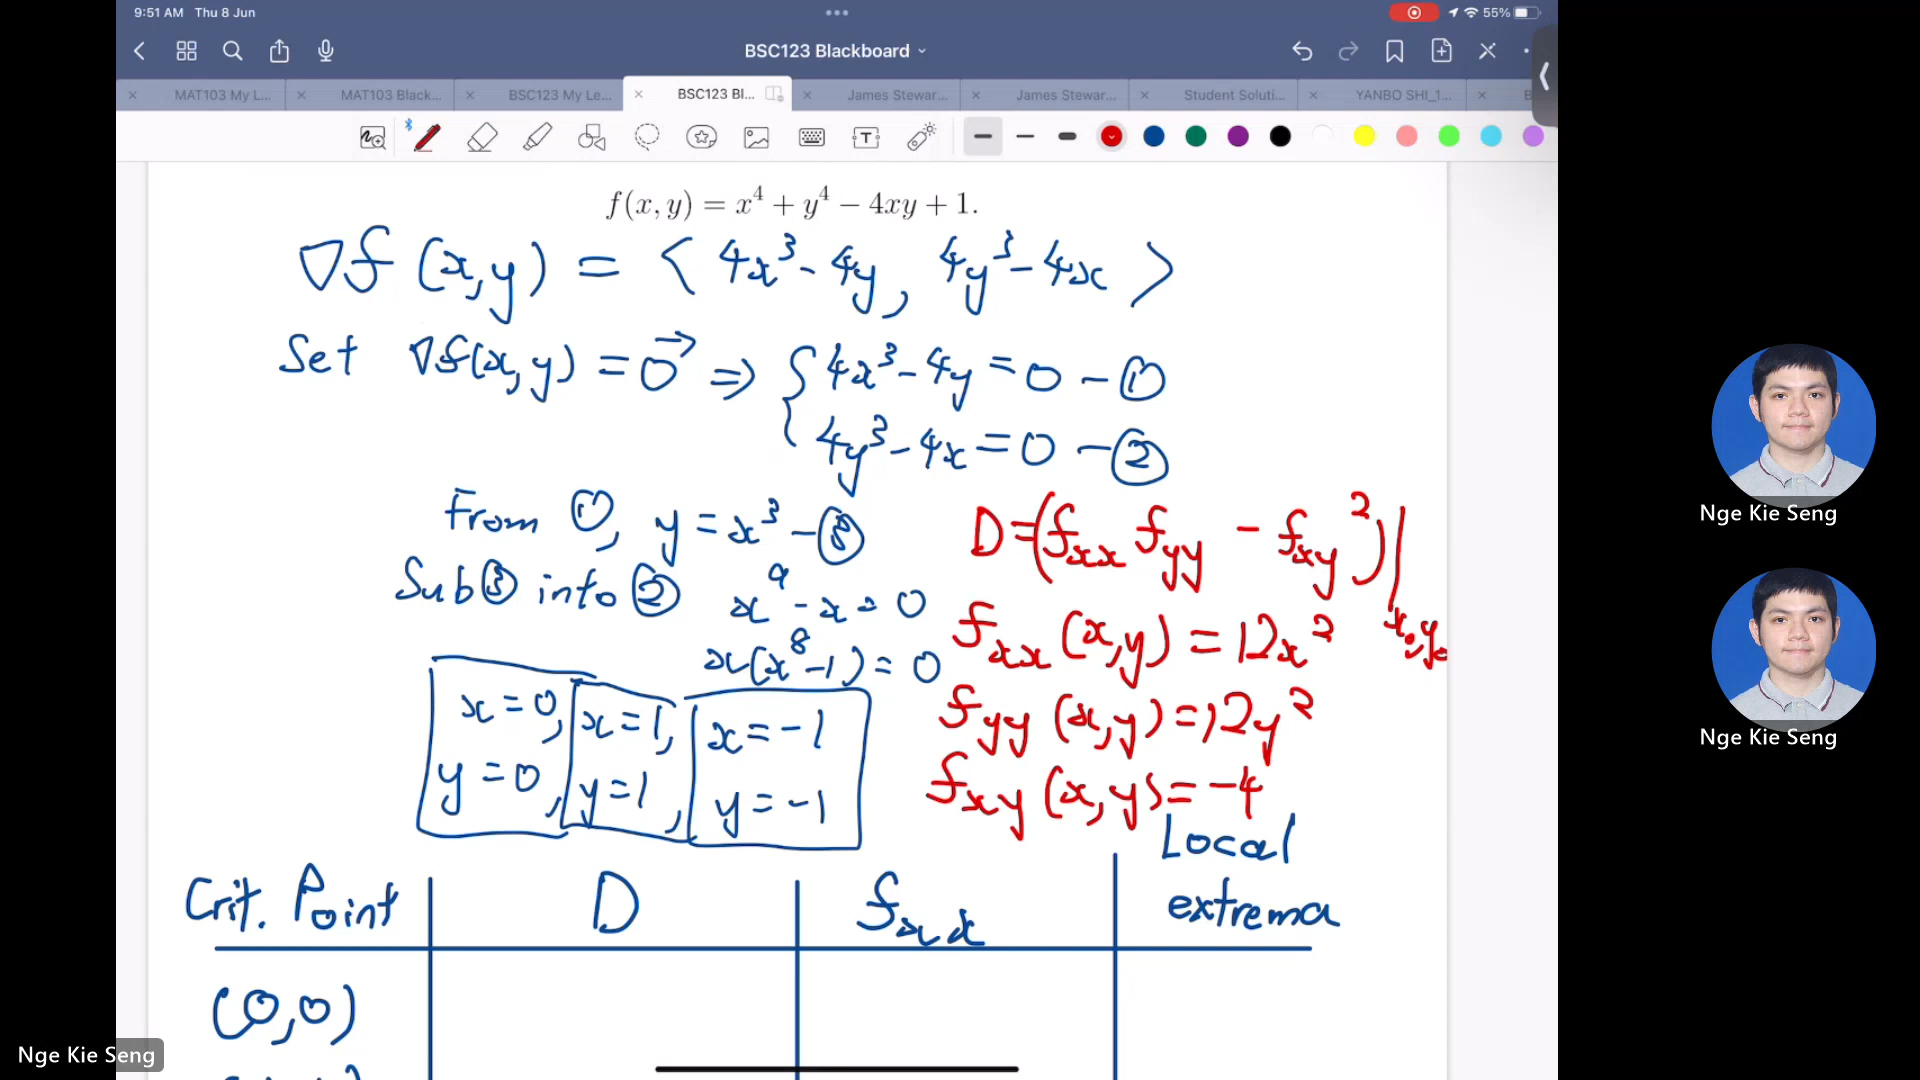 9:51 AM Thu 8 Jun
55%
BSC123 Blackboard
MAT103 My L...
MAT103 Black...
BSC123 My Le...
BSC123 Bl...
James Stewar...
James Stewar...
Student Soluti...
YANBO SHI_1...
B
f(x, y) = x⁴ + y⁴ − 4xy + 1.
∇f (x,y) = ⟨ 4x³ - 4y, 4y³ - 4x ⟩
Set ∇f(x,y) = 0⃗ ⇒ { 4x³ - 4y = 0 - ①
4y³ - 4x = 0 - ②
From ①, y = x³ - ③
Sub ③ into ② x⁹ - x = 0
x(x⁸ - 1) = 0
x = 0, x = 1, x = -1
y = 0, y = 1, y = -1
D = (fxx fyy - fxy²)|x₀,y₀
fxx (x,y) = 12x²
fyy (x,y) = 12y²
fxy (x,y) = -4
Crit. Point D fxx Local extrema
(0,0)
Nge Kie Seng
Nge Kie Seng
Nge Kie Seng